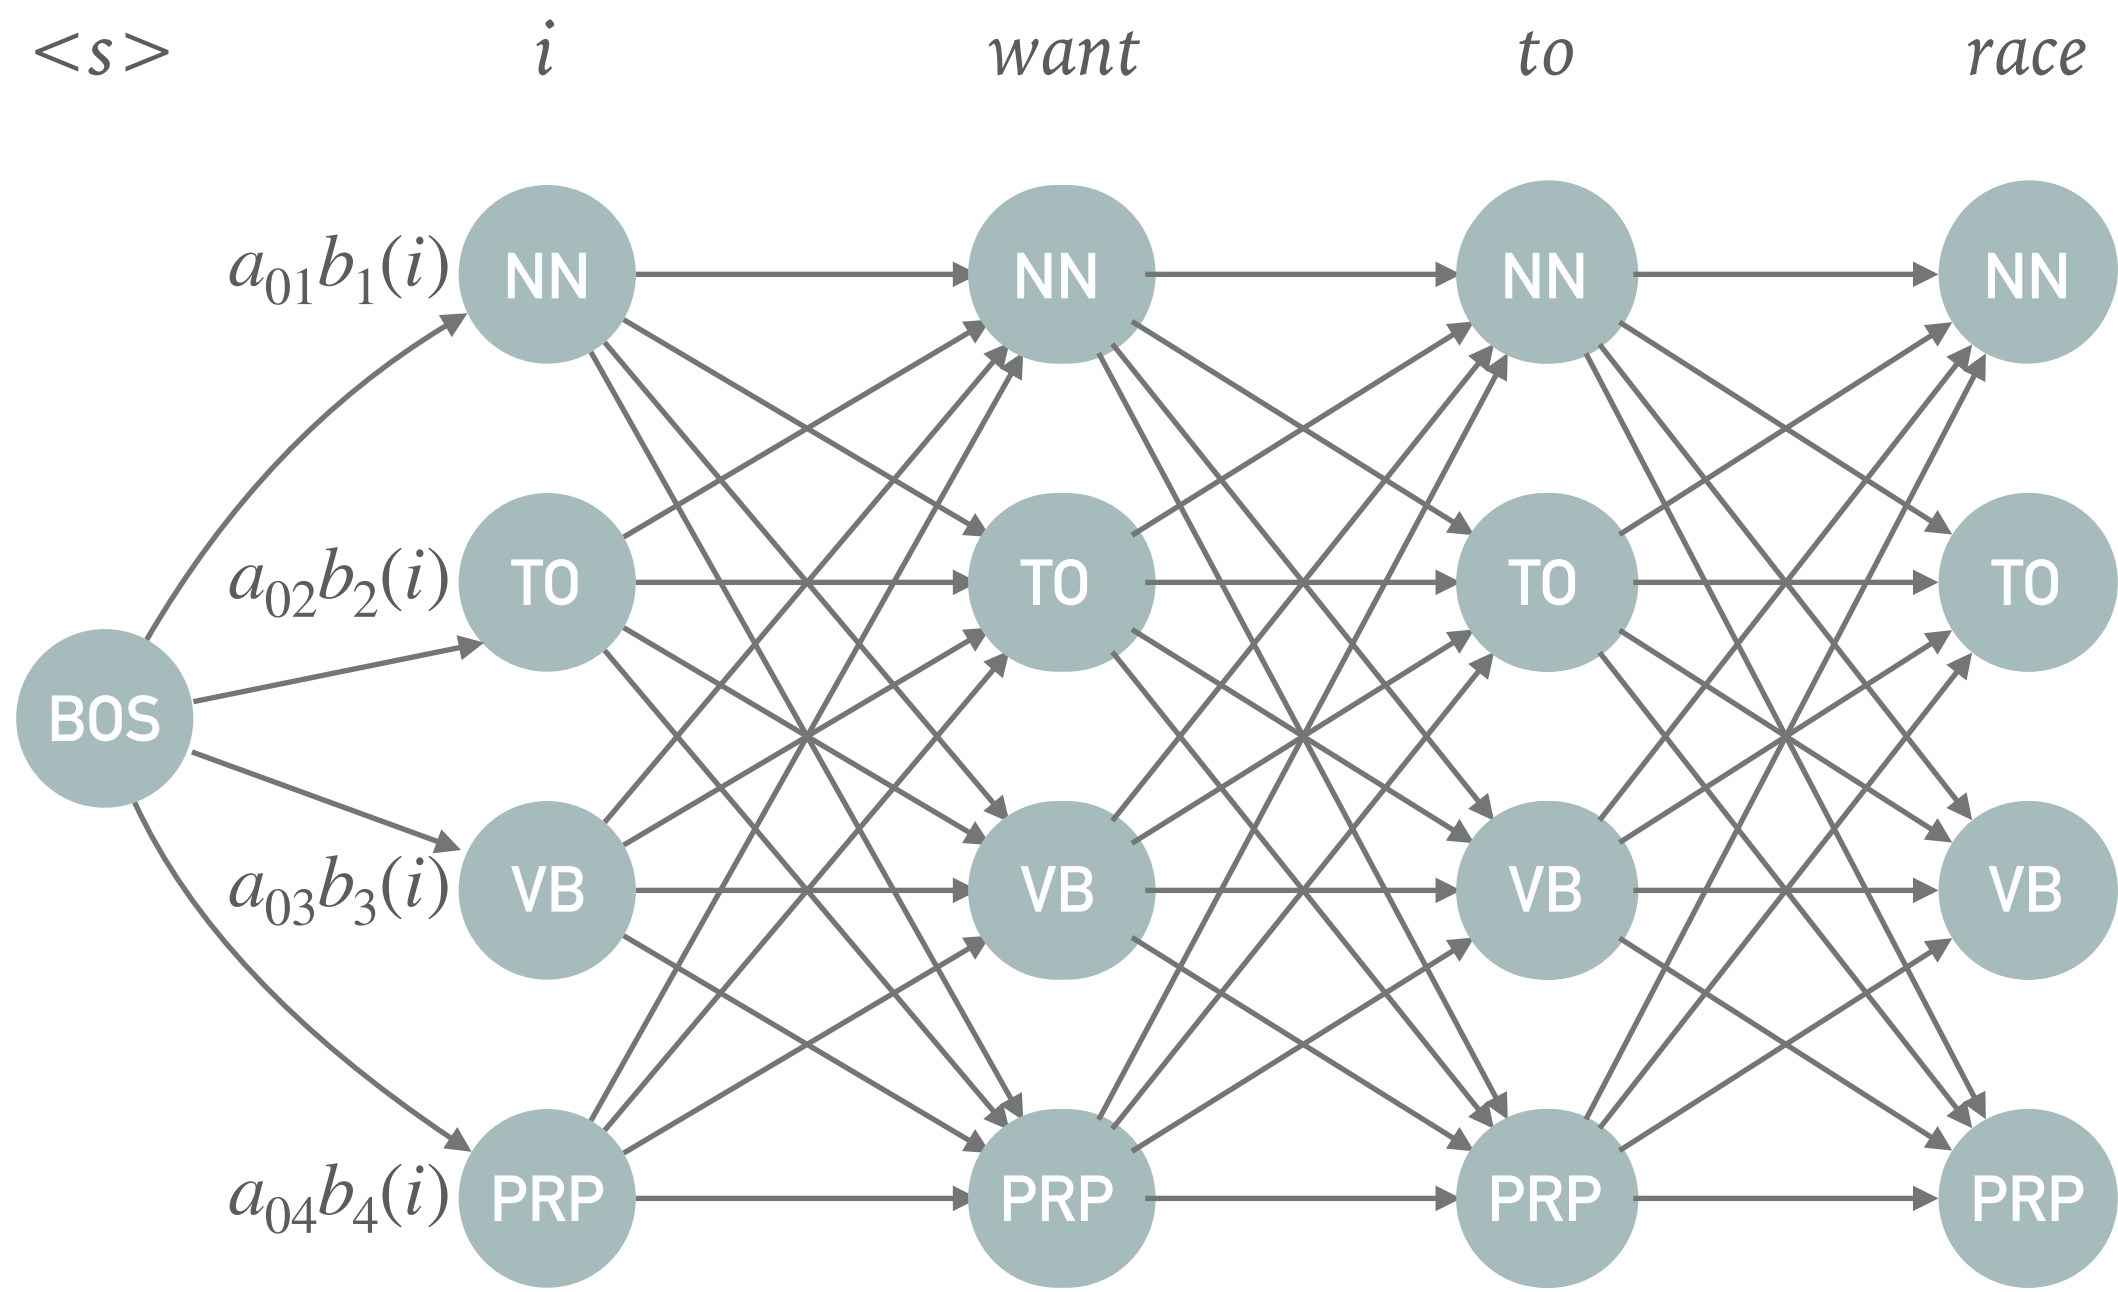 <s> i want to race
a₀₁b₁(i) NN NN NN NN
a₀₂b₂(i) TO TO TO TO
BOS
a₀₃b₃(i) VB VB VB VB
a₀₄b₄(i) PRP PRP PRP PRP